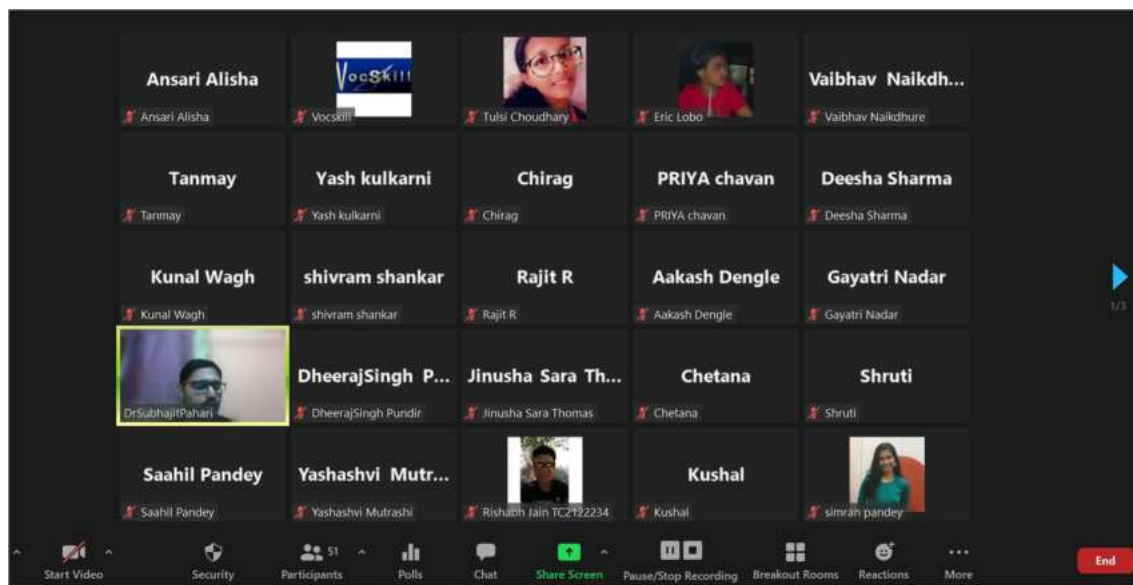 Ansari Alisha
Ansari Alisha
VocSkill
Vocskill
Tulsi Choudhary
Eric Lobo
Vaibhav Naikdh...
Vaibhav Naikdhure
Tanmay
Tanmay
Yash kulkarni
Yash kulkarni
Chirag
Chirag
PRIYA chavan
PRIYA chavan
Deesha Sharma
Deesha Sharma
Kunal Wagh
Kunal Wagh
shivram shankar
shivram shankar
Rajit R
Rajit R
Aakash Dengle
Aakash Dengle
Gayatri Nadar
Gayatri Nadar
1/3
DrSubhajitPahari
DheerajSingh P...
DheerajSingh Pundir
Jinusha Sara Th...
Jinusha Sara Thomas
Chetana
Chetana
Shruti
Shruti
Saahil Pandey
Saahil Pandey
Yashashvi Mutr...
Yashashvi Mutrashi
Rishabh Jain TC2122234
Kushal
Kushal
simran pandey
Start Video
Security
51
Participants
Polls
Chat
Share Screen
Pause/Stop Recording
Breakout Rooms
Reactions
More
End